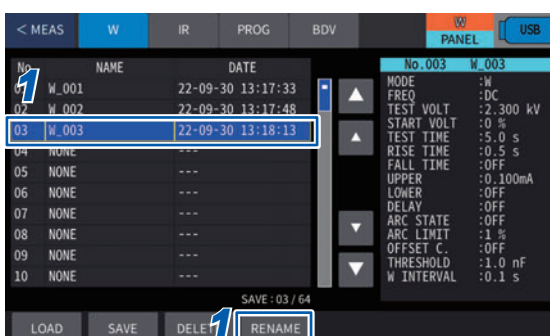 < MEAS W IR PROG BDV W PANEL USB
No. NAME DATE
1
W_001 22-09-30 13:17:33
02 W_002 22-09-30 13:17:48
03 W_003 22-09-30 13:18:13
04 NONE ---
05 NONE ---
06 NONE ---
07 NONE ---
08 NONE ---
09 NONE ---
10 NONE ---
SAVE:03/64
No.003 W_003
MODE :W
FREQ :DC
TEST VOLT :2.300 kV
START VOLT :0 %
TEST TIME :5.0 s
RISE TIME :0.5 s
FALL TIME :OFF
UPPER :0.100mA
LOWER :OFF
DELAY :OFF
ARC STATE :OFF
ARC LIMIT :1 %
OFFSET C. :OFF
THRESHOLD :1.0 nF
W INTERVAL :0.1 s
LOAD SAVE 1 RENAME